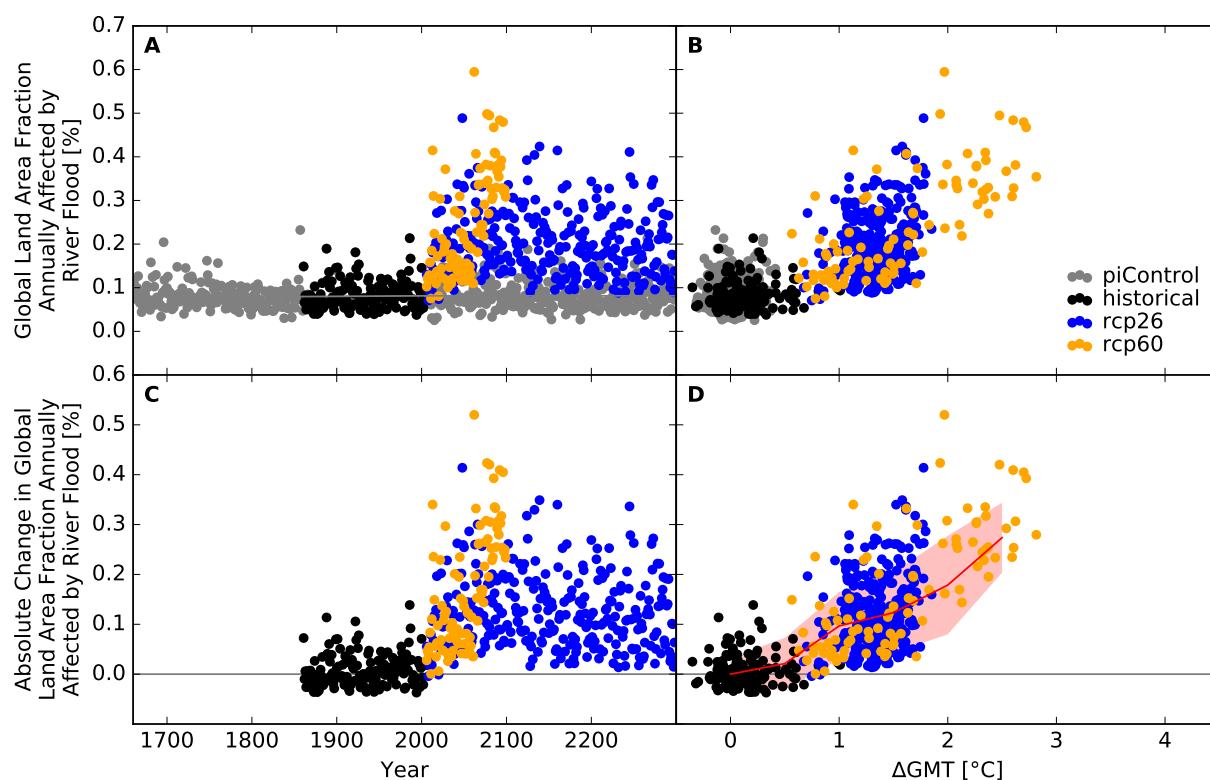 Global Land Area Fraction
Annually Affected by
River Flood [%]
0.7
0.6
0.5
0.4
0.3
0.2
0.1
0.0
A
B
piControl
historical
rcp26
rcp60
Absolute Change in Global
Land Area Fraction Annually
Affected by River Flood [%]
0.6
0.5
0.4
0.3
0.2
0.1
0.0
C
D
1700 1800 1900 2000 2100 2200
0 1 2 3 4
Year
ΔGMT [°C]